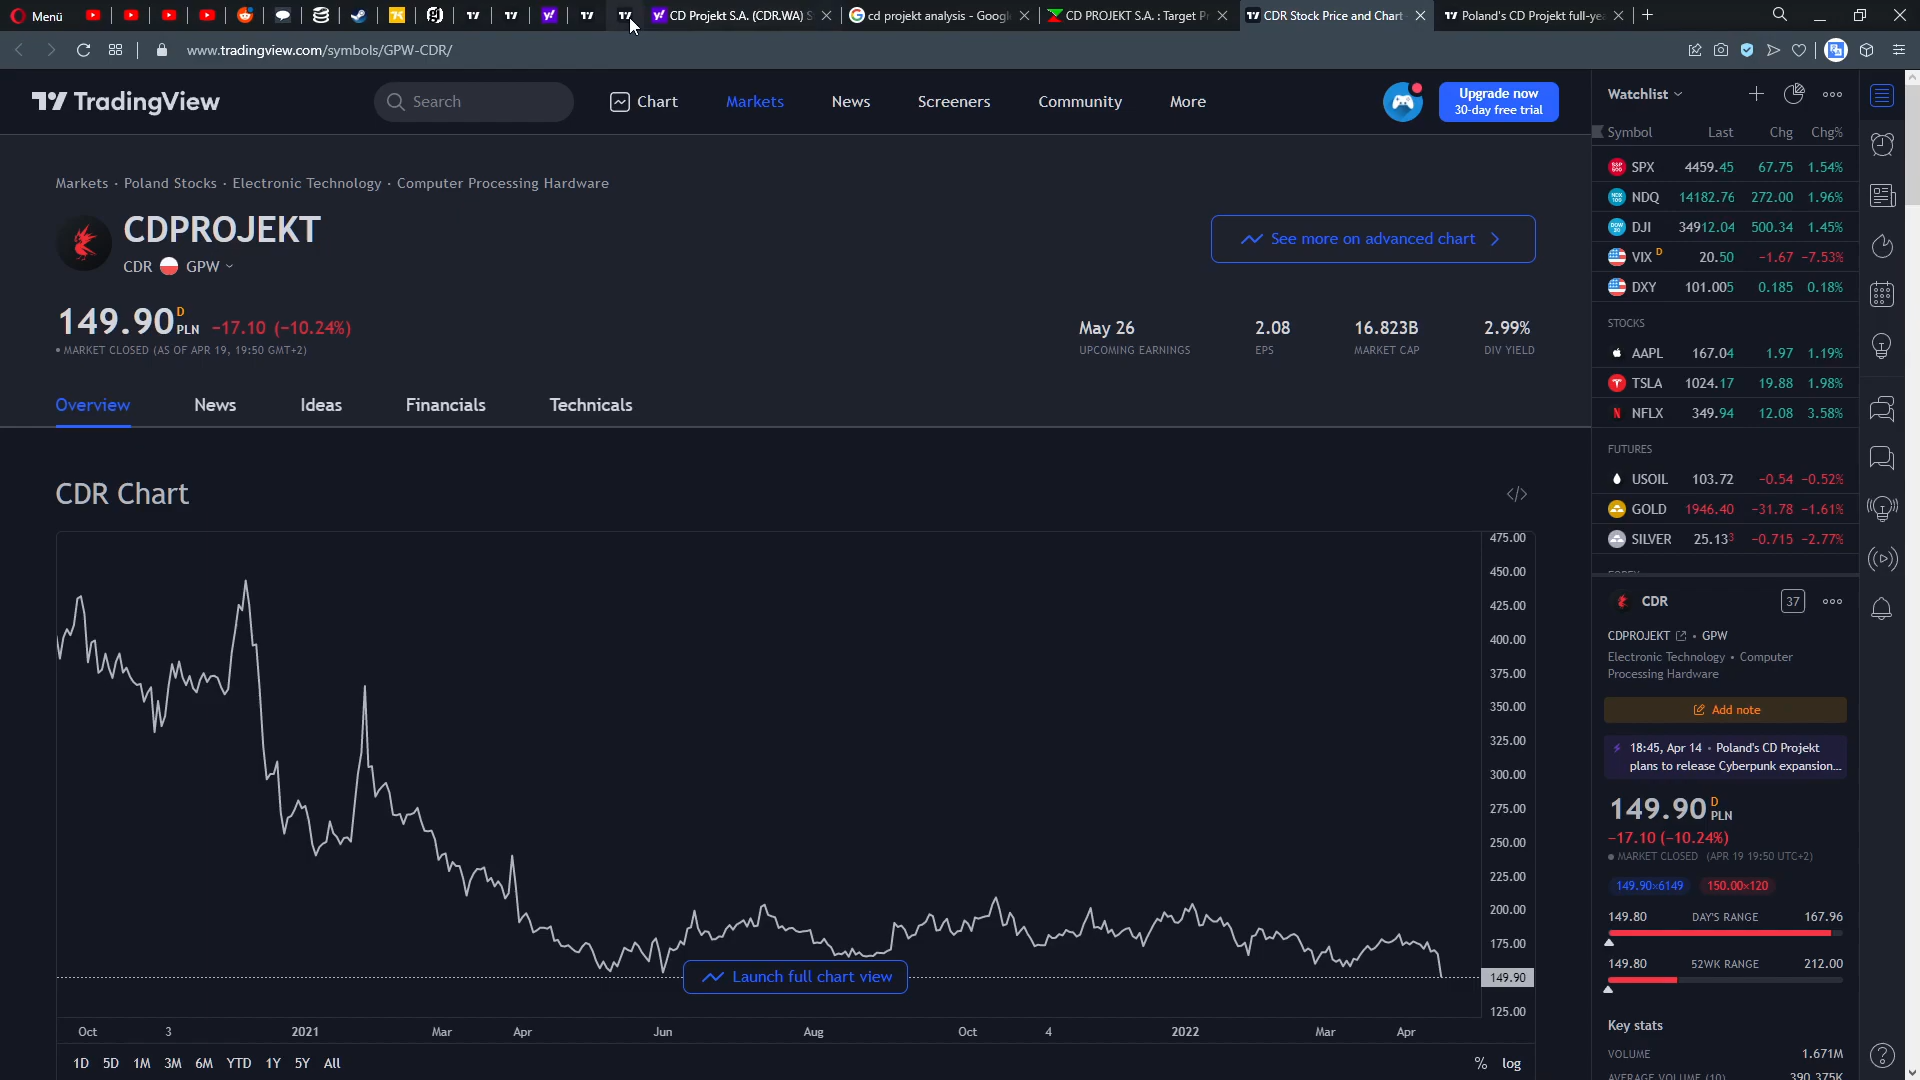 Menü
CD Projekt S.A. (CDR.WA) S
cd projekt analysis - Googl
CD PROJEKT S.A. : Target P
CDR Stock Price and Chart
Poland's CD Projekt full-ye
www.tradingview.com/symbols/GPW-CDR/
TradingView
Search
Chart
Markets
News
Screeners
Community
More
Upgrade now
30-day free trial
Markets · Poland Stocks · Electronic Technology · Computer Processing Hardware
CDPROJEKT
CDR GPW
See more on advanced chart
149.90 D PLN −17.10 (−10.24%)
• MARKET CLOSED (AS OF APR 19, 19:50 GMT+2)
May 26 2.08 16.823B 2.99%
UPCOMING EARNINGS EPS MARKET CAP DIV YIELD
Overview News Ideas Financials Technicals
CDR Chart
475.00
450.00
425.00
400.00
375.00
350.00
325.00
300.00
275.00
250.00
225.00
200.00
175.00
149.90
125.00
Launch full chart view
Oct 3 2021 Mar Apr Jun Aug Oct 4 2022 Mar Apr
1D 5D 1M 3M 6M YTD 1Y 5Y All
% log
Watchlist
Symbol Last Chg Chg%
SPX 4459.45 67.75 1.54%
NDQ 14182.76 272.00 1.96%
DJI 34912.04 500.34 1.45%
VIX D 20.50 −1.67 −7.53%
DXY 101.005 0.185 0.18%
STOCKS
AAPL 167.04 1.97 1.19%
TSLA 1024.17 19.88 1.98%
NFLX 349.94 12.08 3.58%
FUTURES
USOIL 103.72 −0.54 −0.52%
GOLD 1946.40 −31.78 −1.61%
SILVER 25.133 −0.715 −2.77%
CDR 37
CDPROJEKT • GPW
Electronic Technology • Computer
Processing Hardware
Add note
18:45, Apr 14 • Poland's CD Projekt
plans to release Cyberpunk expansion...
149.90 D PLN
−17.10 (−10.24%)
• MARKET CLOSED (APR 19 19:50 UTC+2)
149.90×6149 150.00×120
149.80 DAY'S RANGE 167.96
149.80 52WK RANGE 212.00
Key stats
VOLUME 1.671M
AVERAGE VOLUME (10) 390.375K